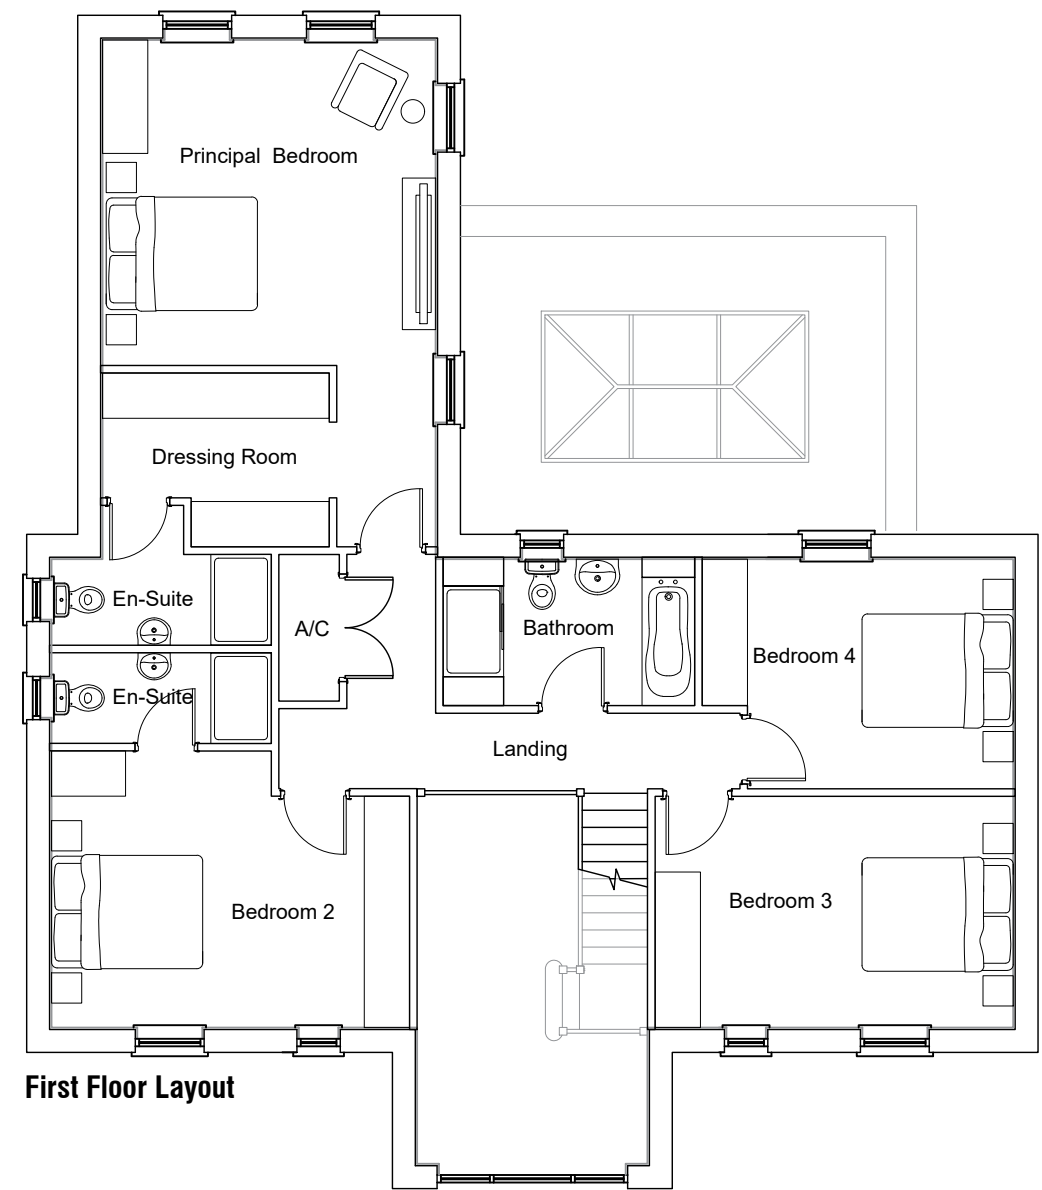 Principal Bedroom
Dressing Room
En-Suite
A/C
Bathroom
Bedroom 4
En-Suite
Landing
Bedroom 3
Bedroom 2
First Floor Layout